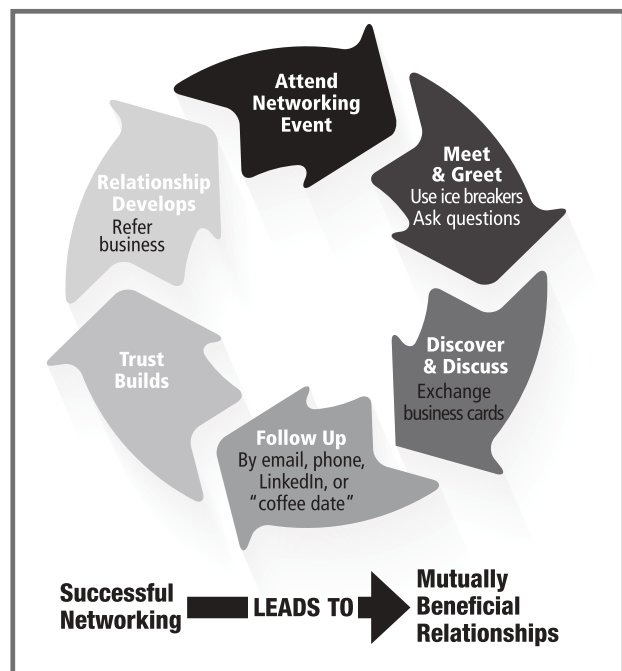 Attend
Networking
Event
Meet
& Greet
Use ice breakers
Ask questions
Discover
& Discuss
Exchange
business cards
Follow Up
By email, phone,
LinkedIn, or
“coffee date”
Trust
Builds
Relationship
Develops
Refer
business
Successful
Networking
LEADS TO
Mutually
Beneficial
Relationships